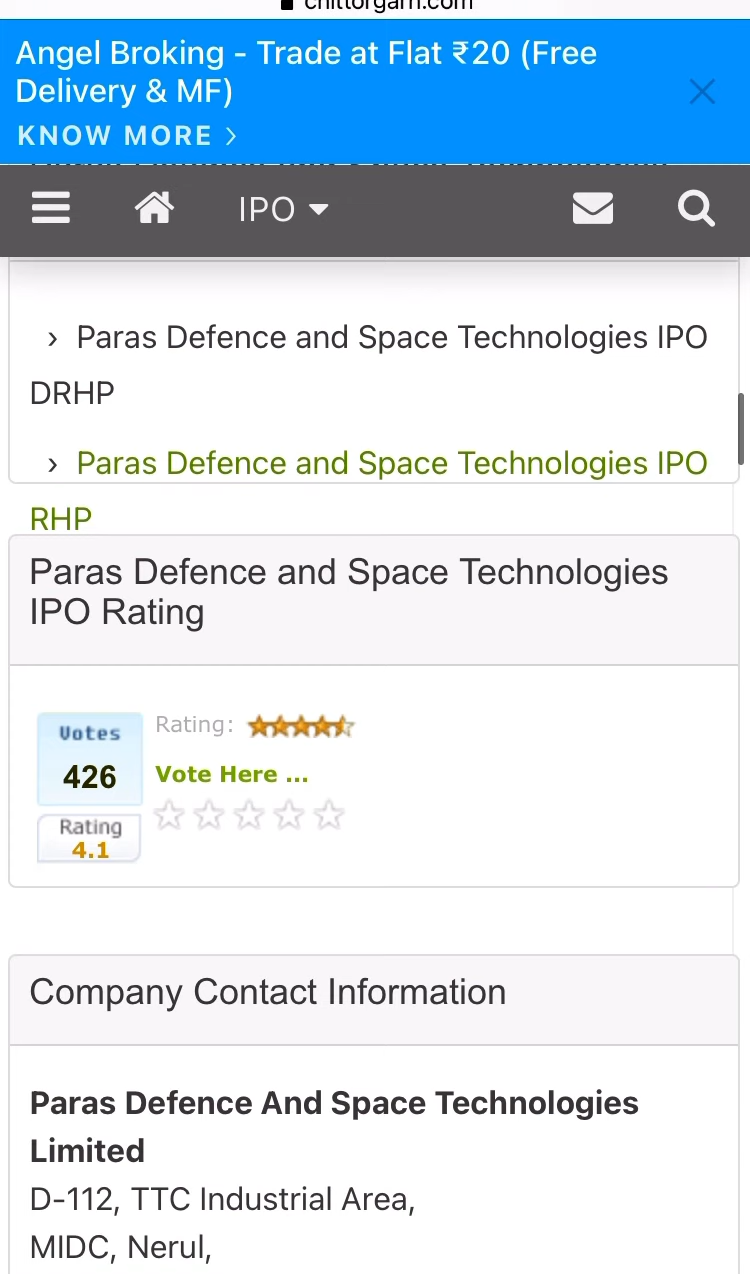 chittorgarh.com
Angel Broking - Trade at Flat ₹20 (Free
Delivery & MF)
KNOW MORE >
IPO
› Paras Defence and Space Technologies IPO
DRHP
› Paras Defence and Space Technologies IPO
RHP
Paras Defence and Space Technologies
IPO Rating
Votes
426
Rating
4.1
Rating:
Vote Here ...
Company Contact Information
Paras Defence And Space Technologies
Limited
D-112, TTC Industrial Area,
MIDC, Nerul,